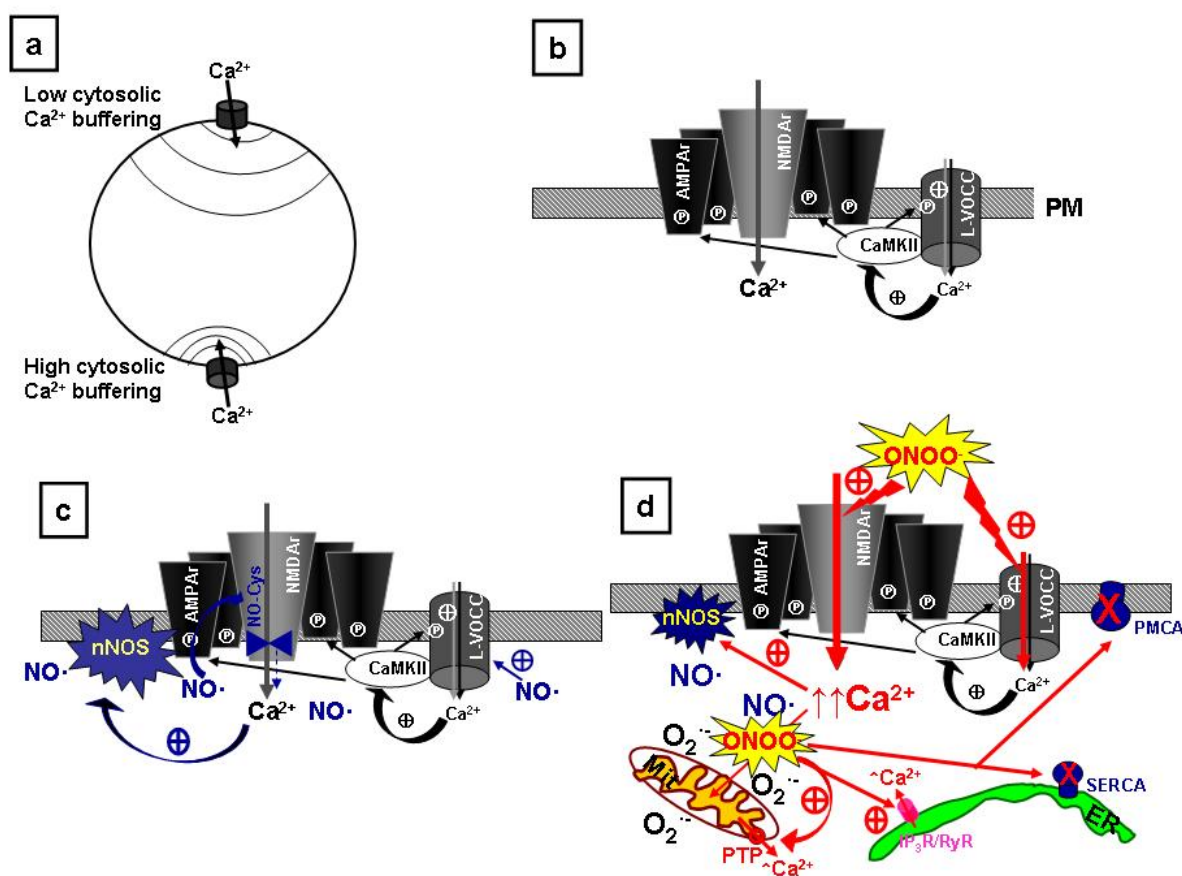 a
Ca²⁺
Low cytosolic
Ca²⁺ buffering
High cytosolic
Ca²⁺ buffering
Ca²⁺
b
AMPAr
NMDAr
L-VOCC
P
P
P
P
P
⊕
PM
CaMKII
Ca²⁺
⊕
Ca²⁺
c
AMPAr
NO-Cys
NMDAr
L-VOCC
nNOS
P
P
P
P
P
⊕
CaMKII
NO·
NO·
Ca²⁺
NO·
⊕
NO·
⊕
Ca²⁺
⊕
d
ONOO⁻
⊕
⊕
AMPAr
NMDAr
L-VOCC
nNOS
P
P
P
P
P
⊕
X
PMCA
CaMKII
NO·
⊕
⊕
Ca²⁺
↑↑Ca²⁺
NO·
O₂·⁻
ONOO⁻
Mit
O₂·⁻
⊕
^Ca²⁺
X
SERCA
O₂·⁻
⊕
IP₃R/RyR
ER
PTP
^Ca²⁺